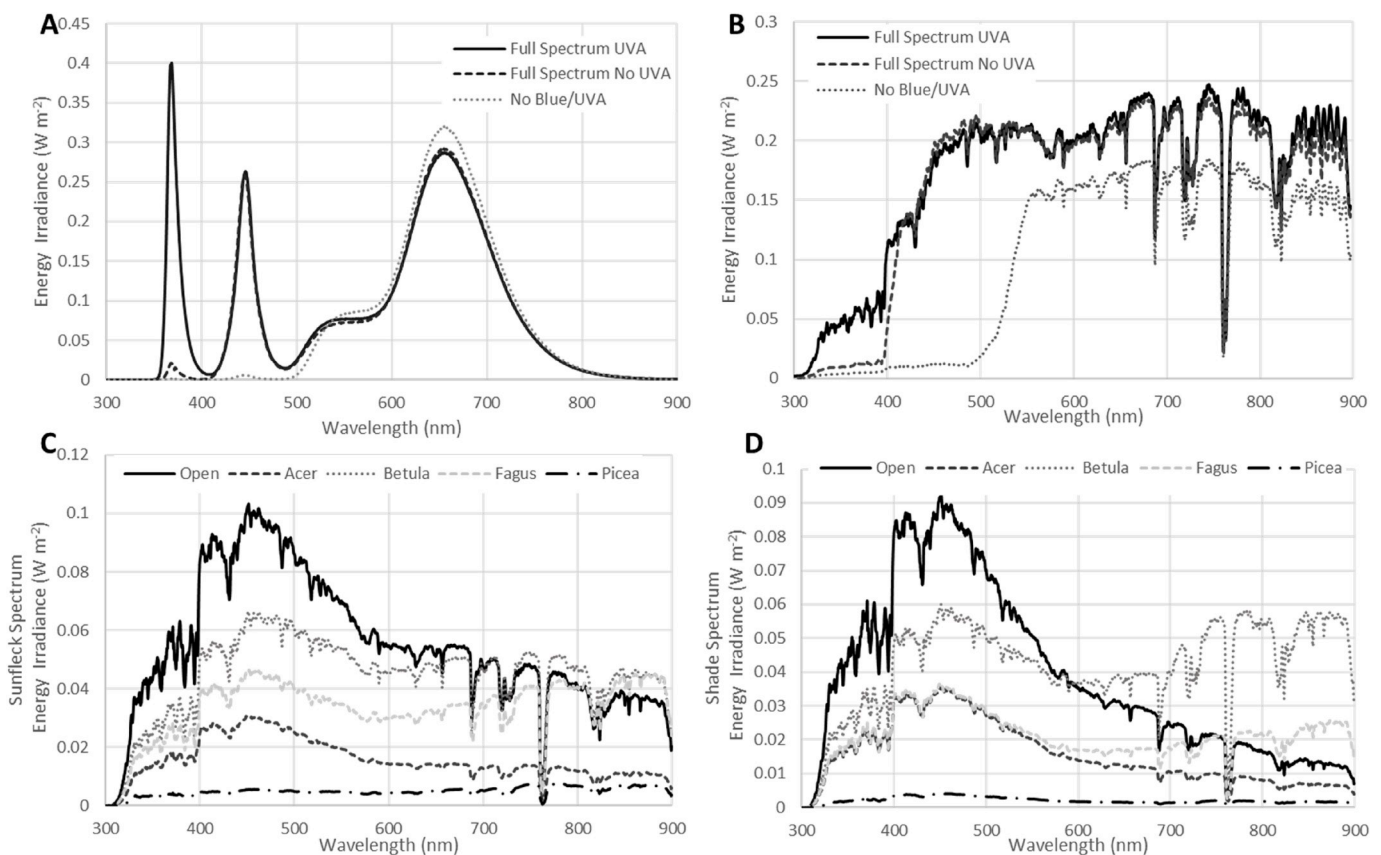 A
Energy Irradiance (W m-2)
0.45
0.4
0.35
0.3
0.25
0.2
0.15
0.1
0.05
0
Full Spectrum UVA
Full Spectrum No UVA
No Blue/UVA
300 400 500 600 700 800 900
Wavelength (nm)
B
Energy Irradiance (W m-2)
0.3
0.25
0.2
0.15
0.1
0.05
0
Full Spectrum UVA
Full Spectrum No UVA
No Blue/UVA
300 400 500 600 700 800 900
Wavelength (nm)
C
Sunfleck Spectrum
Energy Irradiance (W m-2)
0.12
0.1
0.08
0.06
0.04
0.02
0
Open Acer Betula Fagus Picea
300 400 500 600 700 800 900
Wavelength (nm)
D
Shade Spectrum
Energy Irradiance (W m-2)
0.1
0.09
0.08
0.07
0.06
0.05
0.04
0.03
0.02
0.01
0
Open Acer Betula Fagus Picea
300 400 500 600 700 800 900
Wavelength (nm)